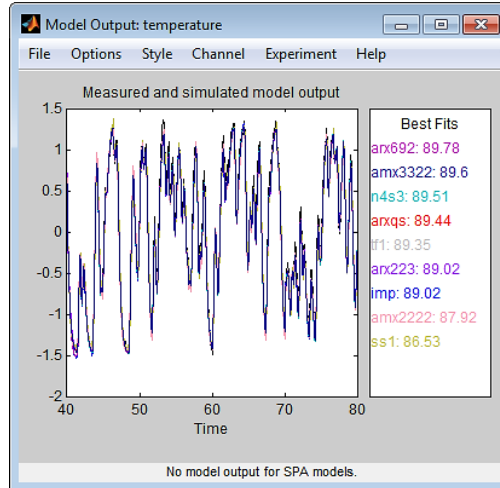 Model Output: temperature
File Options Style Channel Experiment Help
Measured and simulated model output
1.5
1
0.5
0
-0.5
-1
-1.5
-2
40 50 60 70 80
Time
Best Fits
arx692: 89.78
amx3322: 89.6
n4s3: 89.51
arxqs: 89.44
tf1: 89.35
arx223: 89.02
imp: 89.02
amx2222: 87.92
ss1: 86.53
No model output for SPA models.